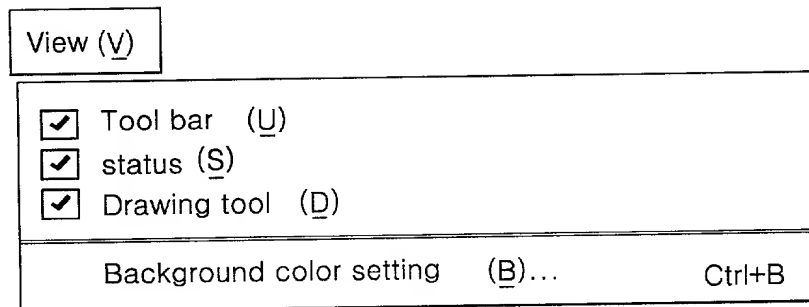 View (V)
Tool bar (U)
status (S)
Drawing tool (D)
Background color setting (B)... Ctrl+B